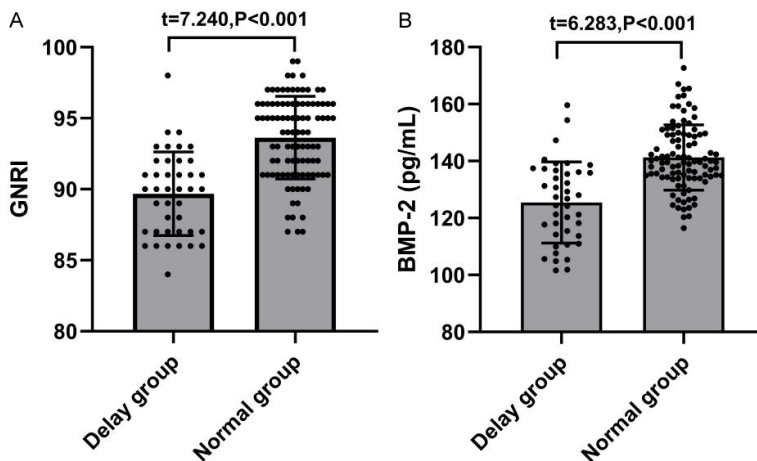 A
t=7.240,P<0.001
100
95
90
85
80
GNRI
Delay group
Normal group
B
t=6.283,P<0.001
180
160
140
120
100
80
BMP-2 (pg/mL)
Delay group
Normal group